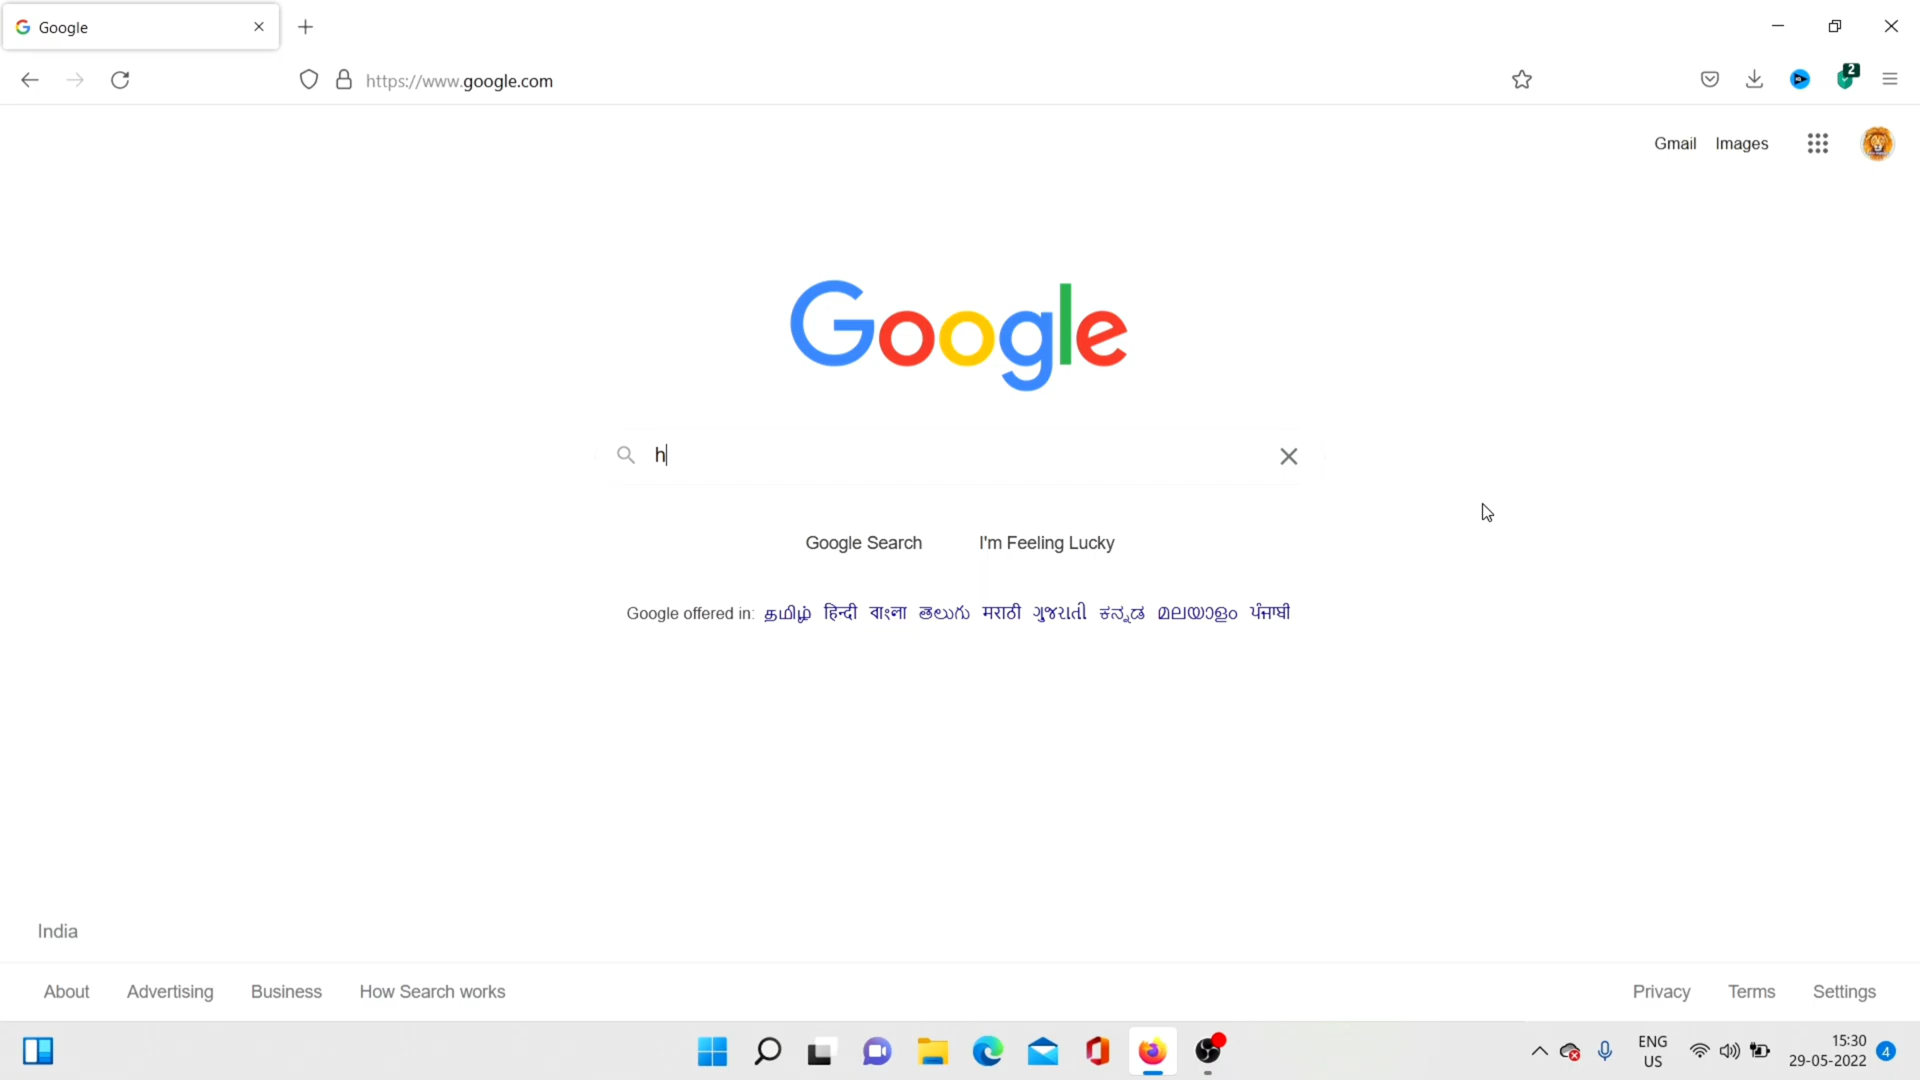 Google
https://www.google.com
2
Gmail Images
Google
h
Google Search I'm Feeling Lucky
Google offered in: தமிழ் हिन्दी বাংলা తెలుగు मराठी ગુજરાતી ಕನ್ನಡ മലയാളം ਪੰਜਾਬੀ
India
About Advertising Business How Search works Privacy Terms Settings
ENG 15:30
US 29-05-2022 4